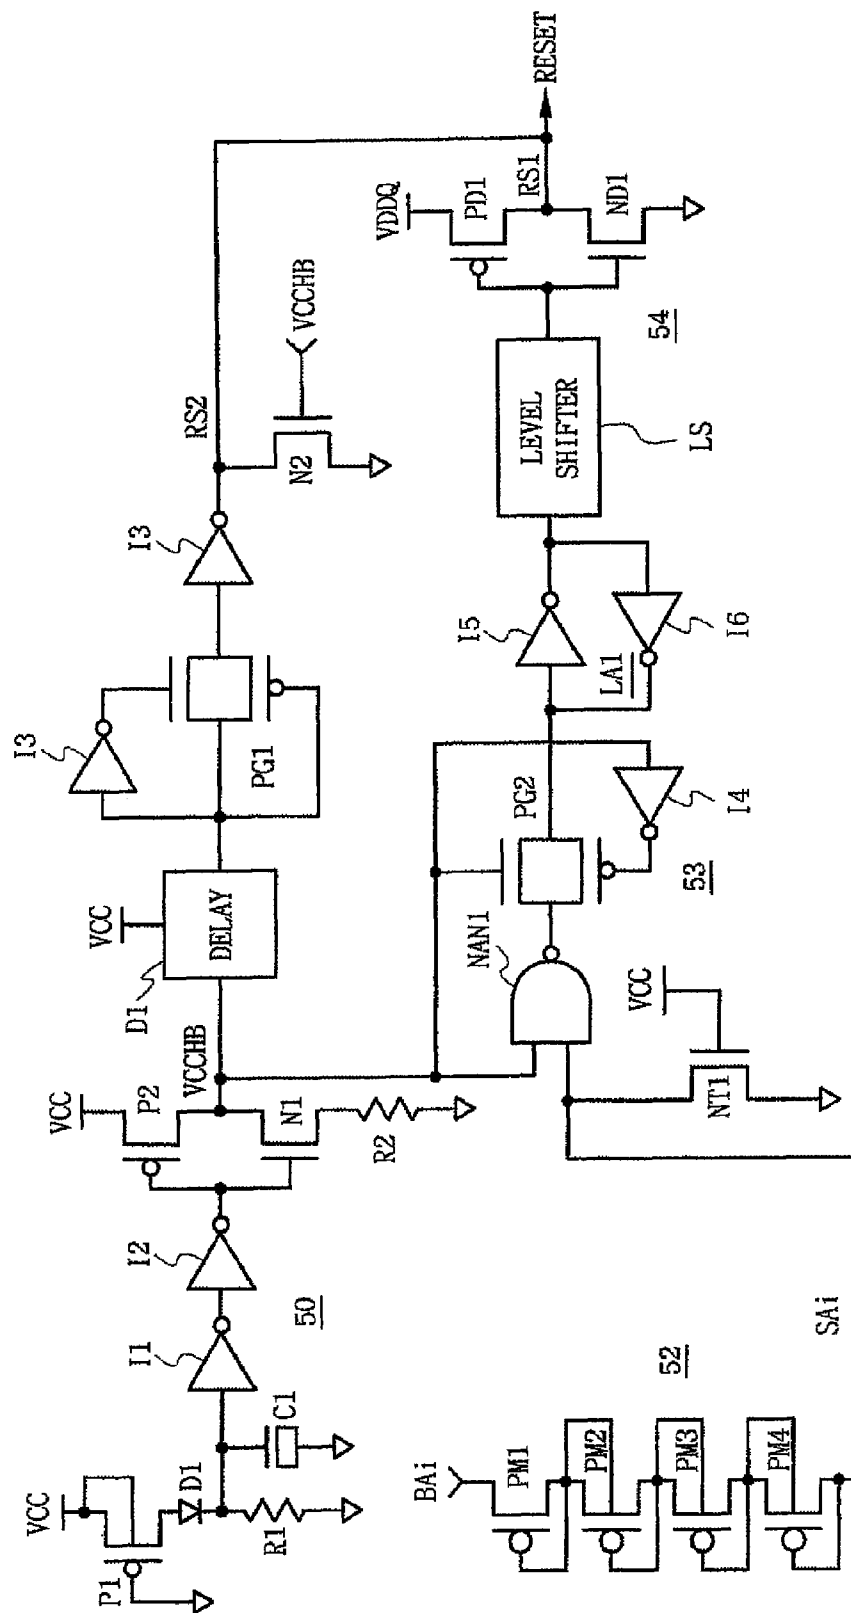 VCC
P1
D1
R1
C1
I1
I2
50
VCC
P2
VCCHB
N1
R2
D1
VCC
DELAY
I3
PG1
I3
RS2
N2
VCCHB
RESET
BAi
PM1
PM2
PM3
PM4
52
SAi
NT1
VCC
NAN1
PG2
53
I4
I5
LA1
I6
LEVEL
SHIFTER
LS
54
VDDQ
PD1
RS1
ND1